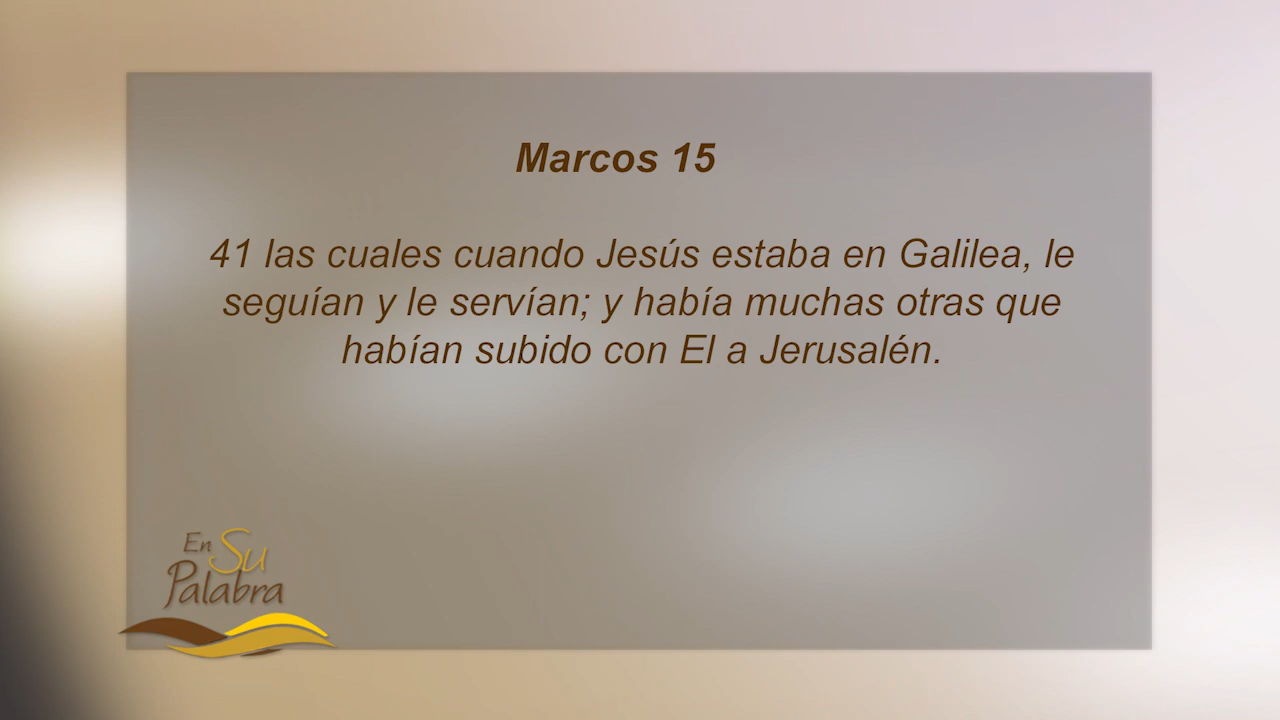 Marcos 15
41 las cuales cuando Jesús estaba en Galilea, le
seguían y le servían; y había muchas otras que
habían subido con El a Jerusalén.
En Su
Palabra